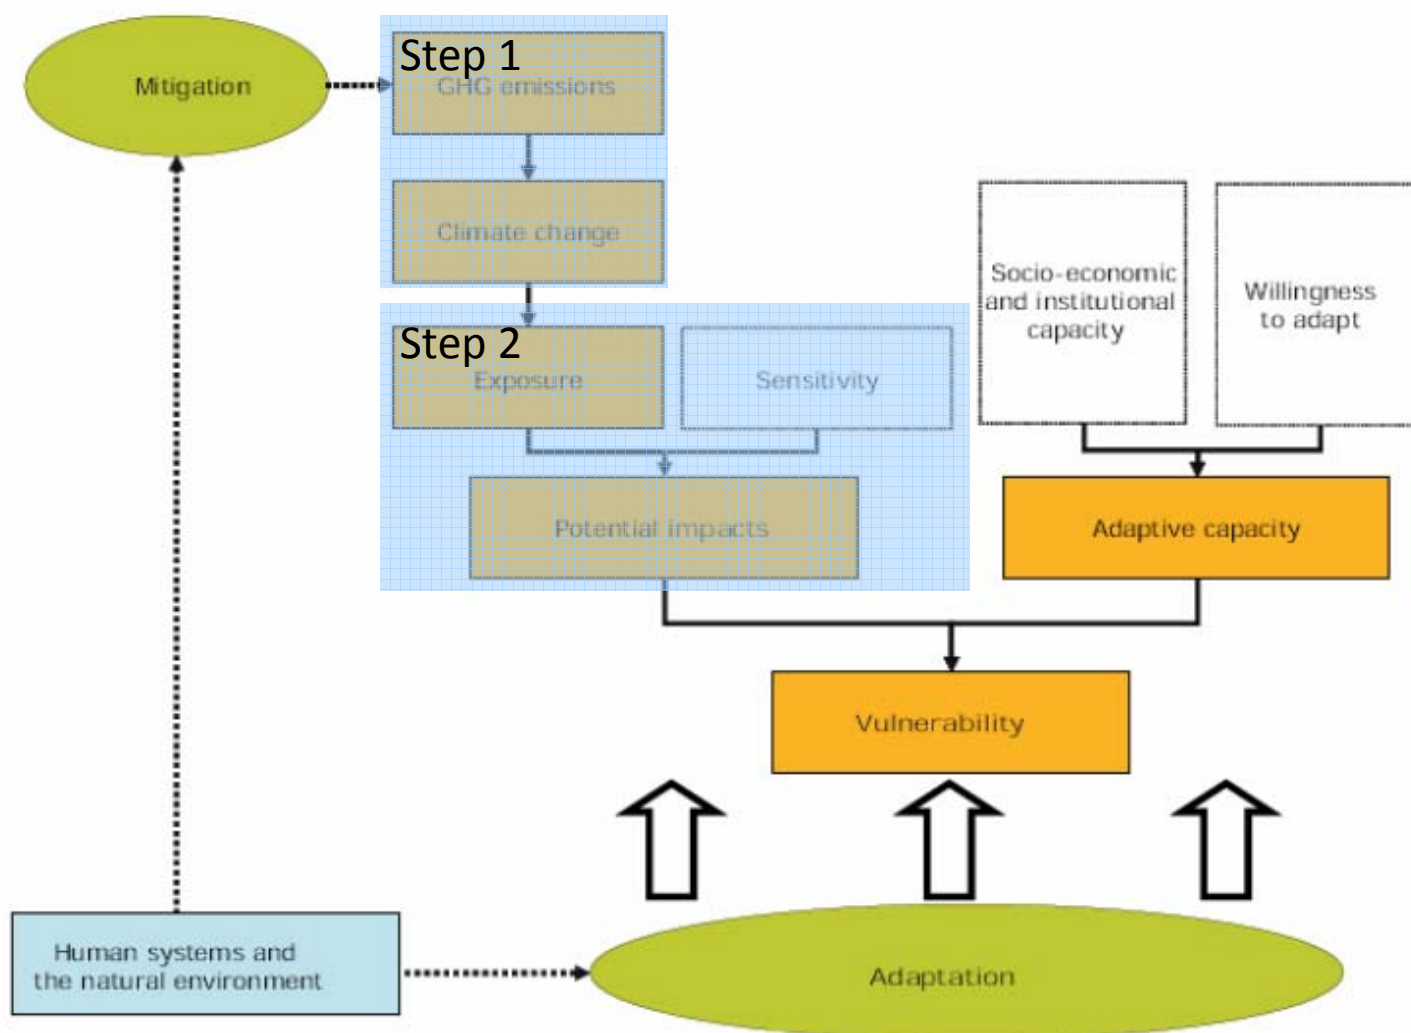 Mitigation
Step 1
GHG emissions
Climate change
Step 2
Exposure
Sensitivity
Potential impacts
Socio-economic
and institutional
capacity
Willingness
to adapt
Adaptive capacity
Vulnerability
Human systems and
the natural environment
Adaptation